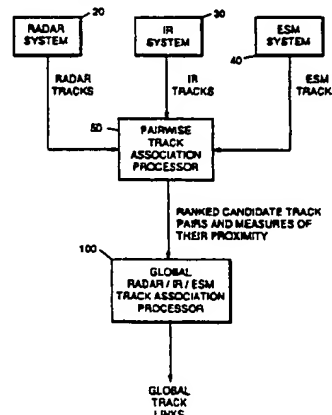 20
RADAR
SYSTEM
30
IR
SYSTEM
40
ESM
SYSTEM
RADAR
TRACKS
IR
TRACKS
ESM
TRACK
50
PAIRWISE
TRACK
ASSOCIATION
PROCESSOR
RANKED CANDIDATE TRACK
PAIRS AND MEASURES OF
THEIR PROXIMITY
100
GLOBAL
RADAR / IR / ESM
TRACK ASSOCIATION
PROCESSOR
GLOBAL
TRACK
LINKS